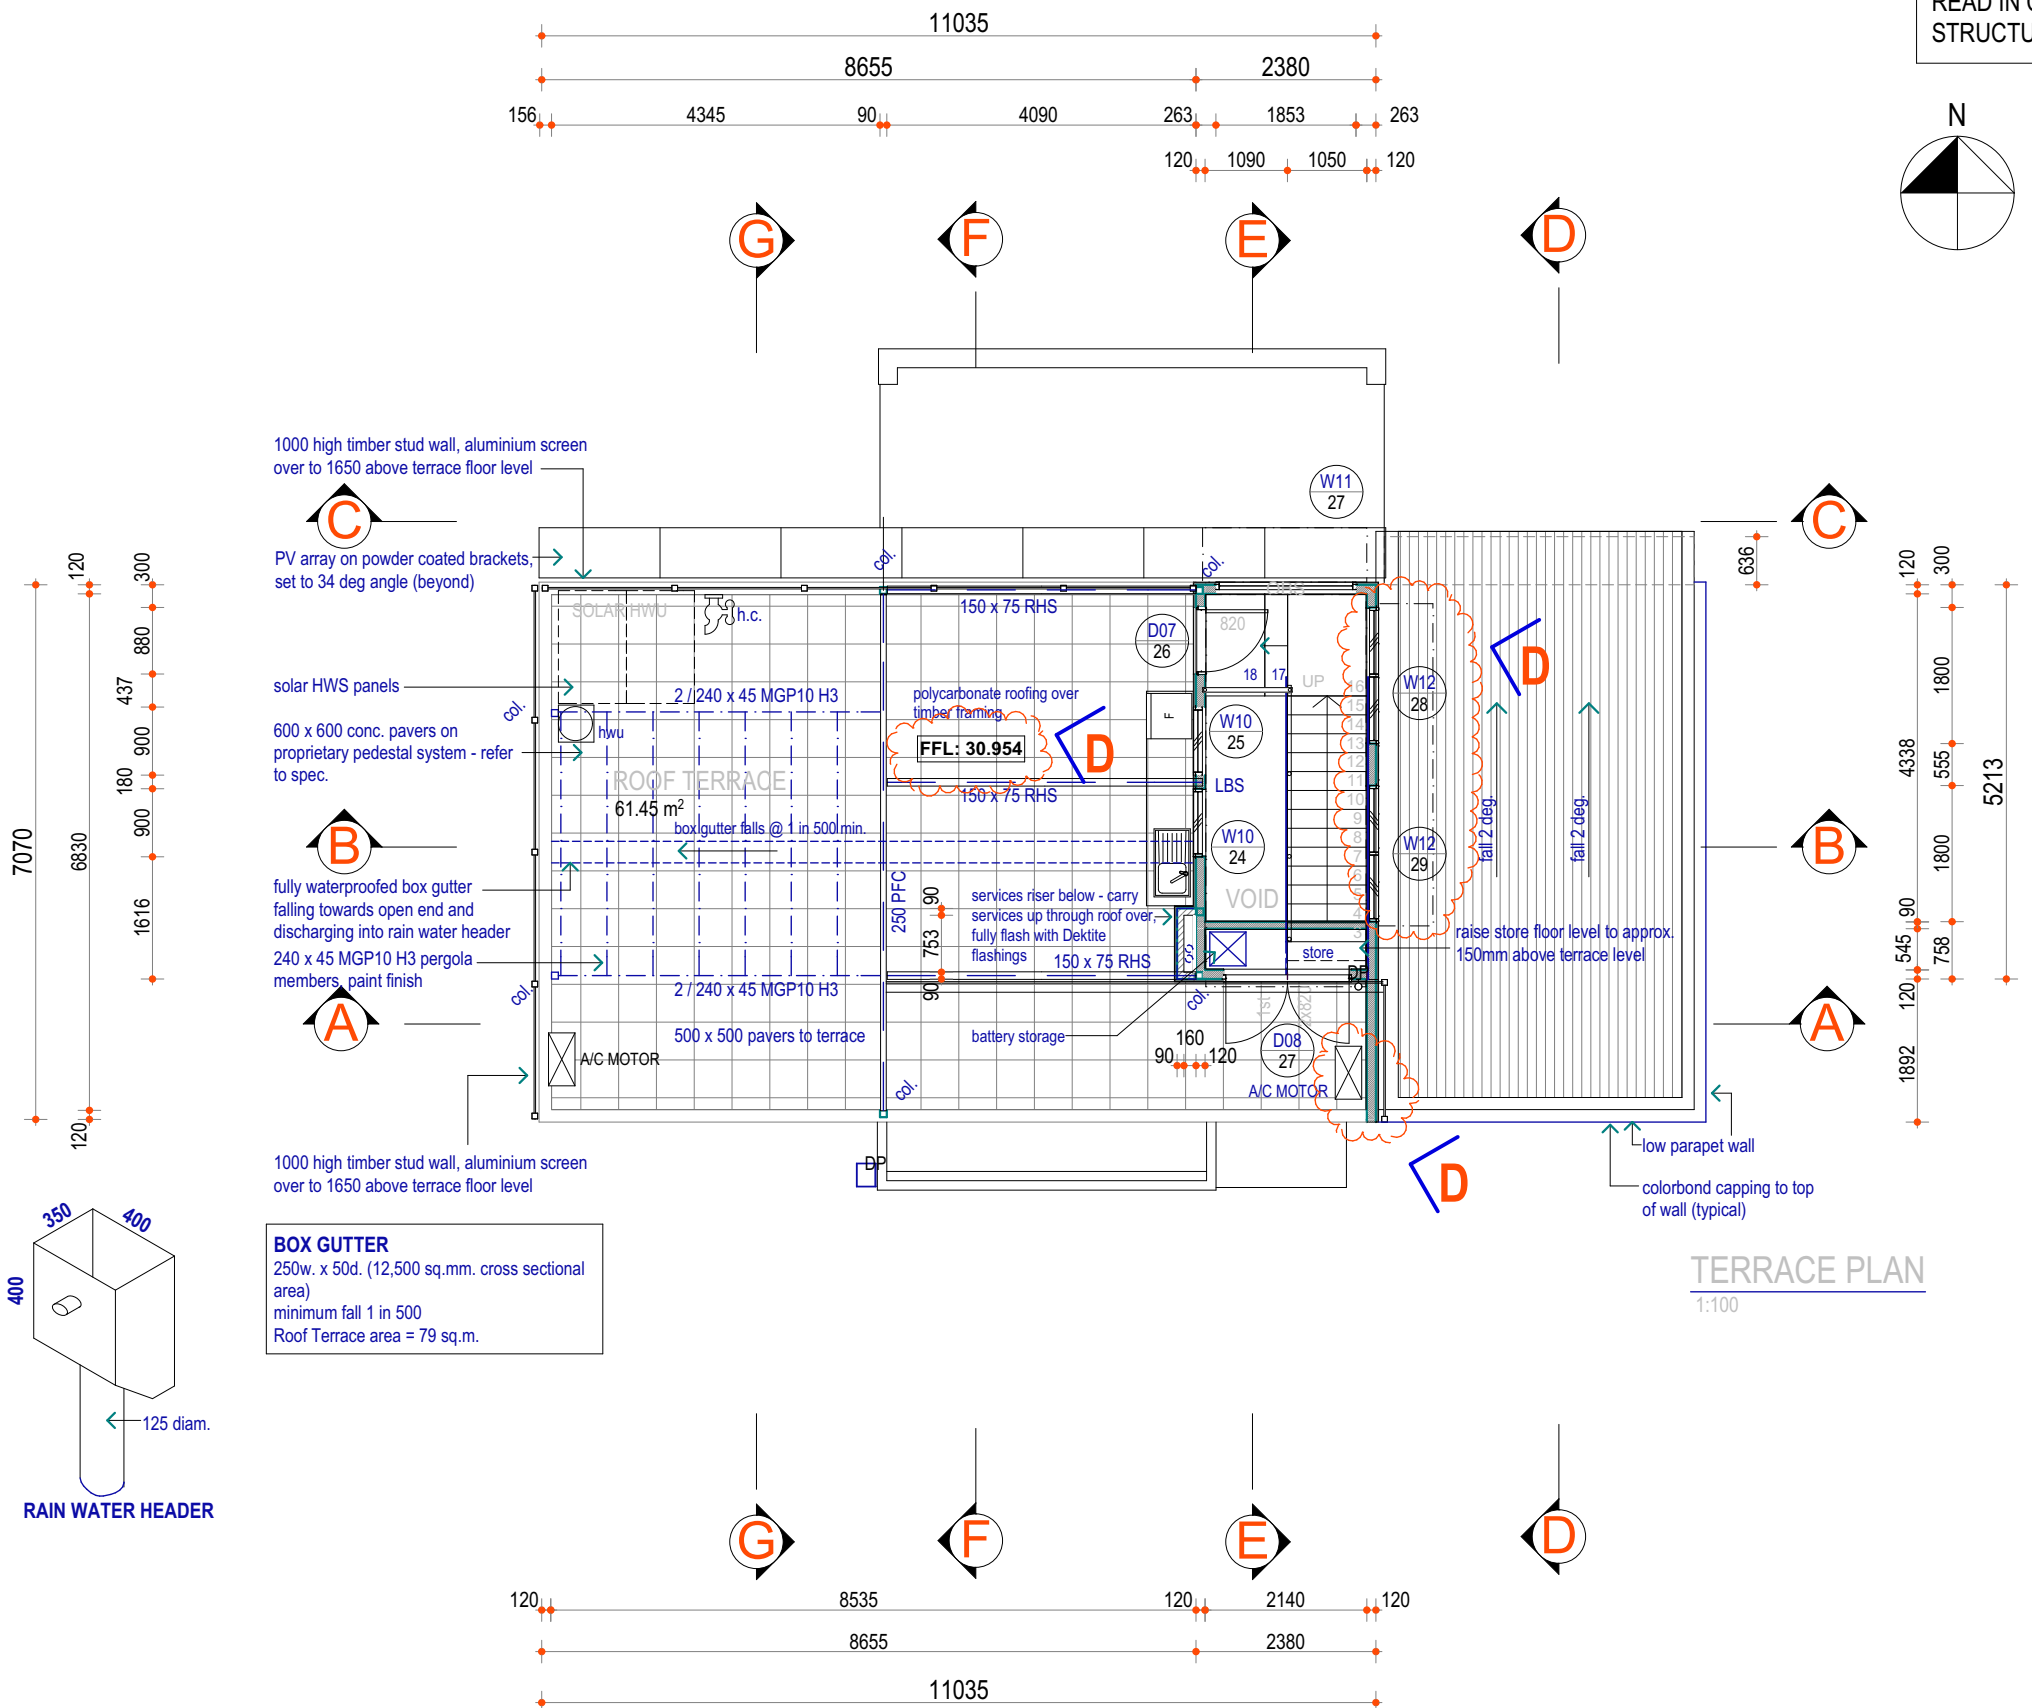 READ IN
STRUCTU
11035
8655 2380
156 4345 90 4090 263 1853 263
120 1090 1050 120
N
G F E D
1000 high timber stud wall, aluminium screen
over to 1650 above terrace floor level
W11
27
C C
PV array on powder coated brackets,
set to 34 deg angle (beyond)
col. col.
636
120 300
120 300
SOLAR HWU
h.c.
150 x 75 RHS
820
D07
26
880
D
solar HWS panels
437
2 / 240 x 45 MGP10 H3
polycarbonate roofing over
timber framing
18 17
UP
16
15
14
13
12
11
10
9
8
7
6
5
4
3
W12
28
1800
col.
600 x 600 conc. pavers on
proprietary pedestal system - refer
to spec.
hwu
F
W10
25
900
FFL: 30.954
D
180
ROOF TERRACE
61.45 m²
150 x 75 RHS
LBS
4338 555 5213
7070 6830
900
box gutter falls @ 1 in 500 min.
fall 2 deg. fall 2 deg.
B B
W10
24
W12
29
1800
fully waterproofed box gutter
falling towards open end and
discharging into rain water header
1616
250 PFC
90
753
90
services riser below - carry
services up through roof over,
fully flash with Dektite
flashings
VOID
90
545
758
raise store floor level to approx.
150mm above terrace level
240 x 45 MGP10 H3 pergola
members, paint finish
150 x 75 RHS
store
DP
2 / 240 x 45 MGP10 H3
col. col.
120
A A
500 x 500 pavers to terrace
battery storage
160
90 120
D08
27
A/C MOTOR
A/C MOTOR
col.
1892
120
low parapet wall
1000 high timber stud wall, aluminium screen
over to 1650 above terrace floor level
DP
D
colorbond capping to top
of wall (typical)
350 400
400
BOX GUTTER
250w. x 50d. (12,500 sq.mm. cross sectional
area)
minimum fall 1 in 500
Roof Terrace area = 79 sq.m.
TERRACE PLAN
1:100
125 diam.
RAIN WATER HEADER
G F E D
120 8535 120 2140 120
8655 2380
11035